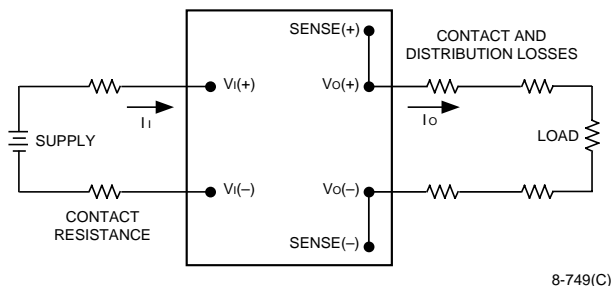 SENSE(+)
CONTACT AND
DISTRIBUTION LOSSES
VI(+)
VO(+)
II
IO
SUPPLY
LOAD
VI(–)
VO(–)
CONTACT
RESISTANCE
SENSE(–)
8-749(C)